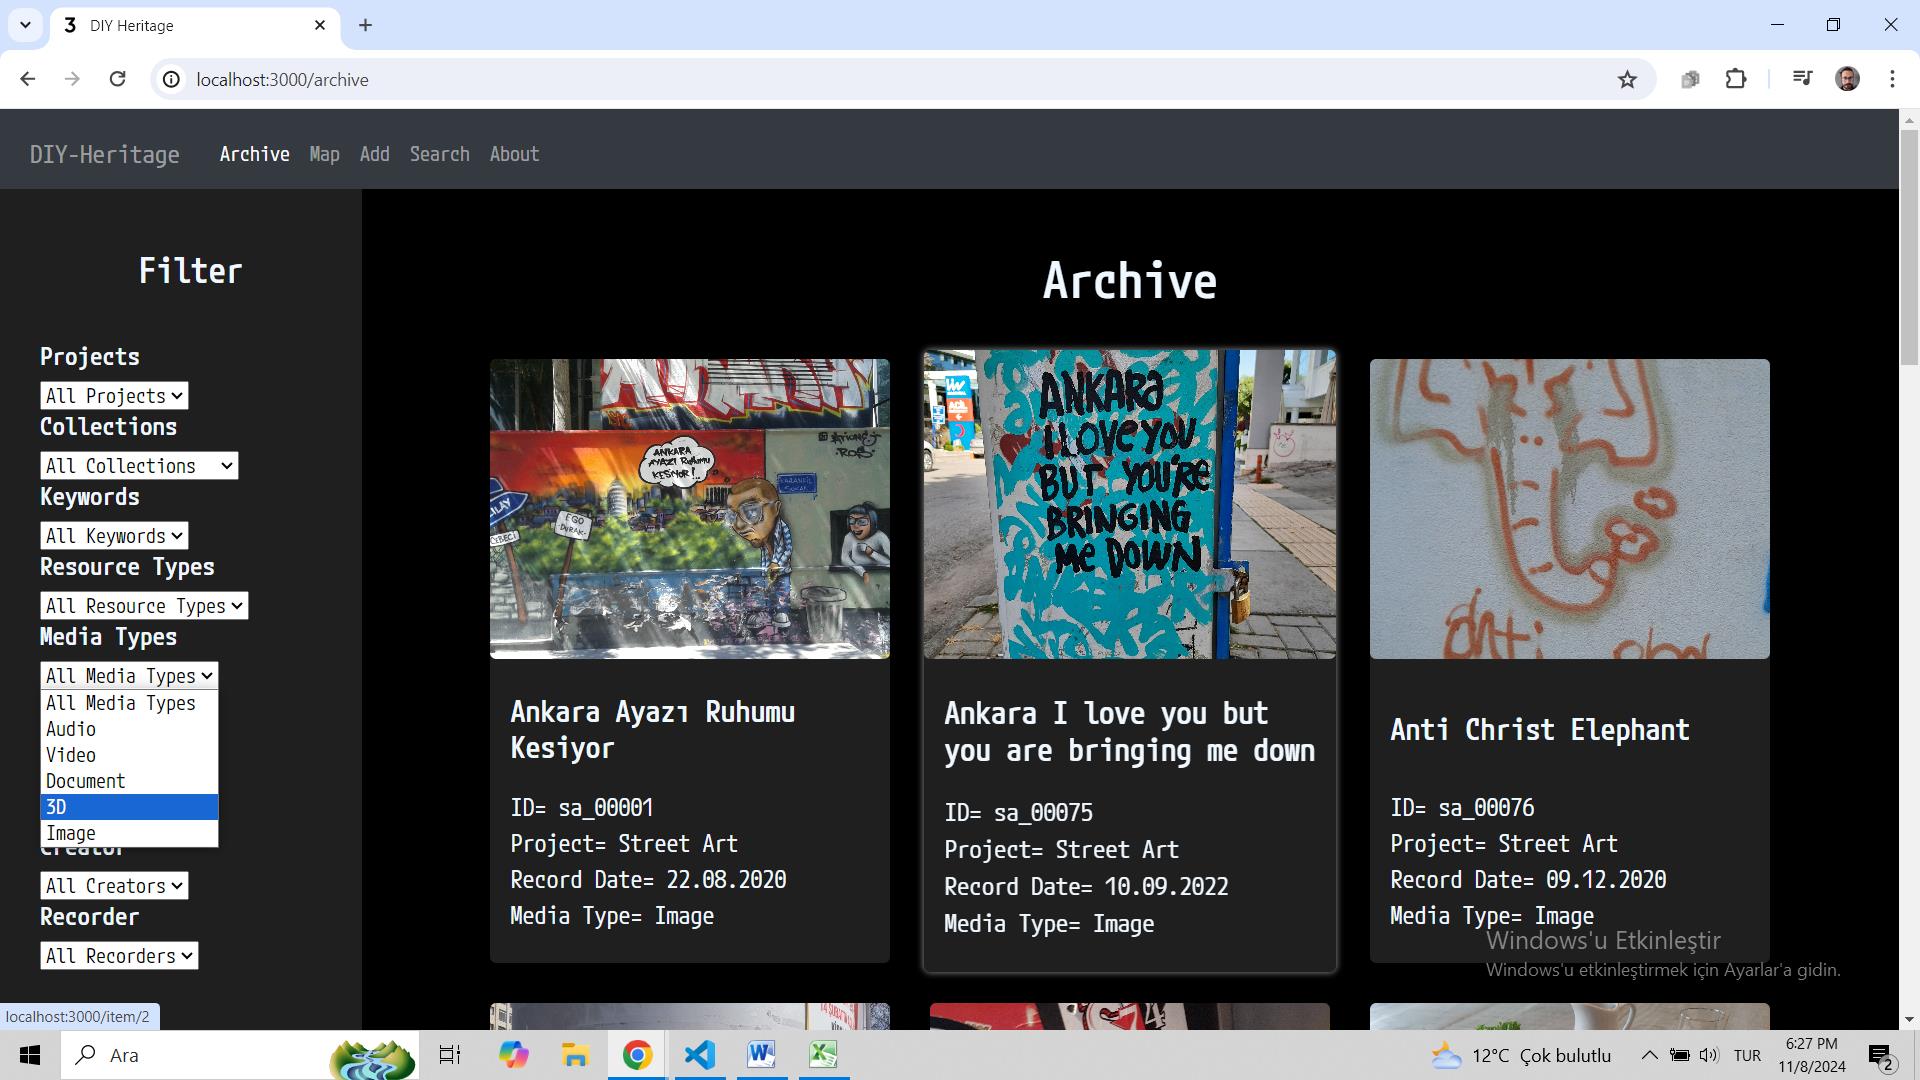 3 DIY Heritage
localhost:3000/archive
DIY-Heritage Archive Map Add Search About
Filter
Projects
All Projects
Collections
All Collections
Keywords
All Keywords
Resource Types
All Resource Types
Media Types
All Media Types
All Media Types
Audio
Video
Document
3D
Image
Creator
All Creators
Recorder
All Recorders
localhost:3000/item/2
Archive
ANKARA
AYAZI RUHUMU
KESİYOR!..
EGO
DURAK
CEBECİ
Ankara Ayazı Ruhumu
Kesiyor
ID= sa_00001
Project= Street Art
Record Date= 22.08.2020
Media Type= Image
ANKARA
I LOVE YOU
BUT YOU'RE
BRINGING
Me DOWN
Ankara I love you but
you are bringing me down
ID= sa_00075
Project= Street Art
Record Date= 10.09.2022
Media Type= Image
anti
Anti Christ Elephant
ID= sa_00076
Project= Street Art
Record Date= 09.12.2020
Media Type= Image
Windows'u Etkinleştir
Windows'u etkinleştirmek için Ayarlar'a gidin.
Ara
12°C Çok bulutlu
TUR
6:27 PM
11/8/2024
2